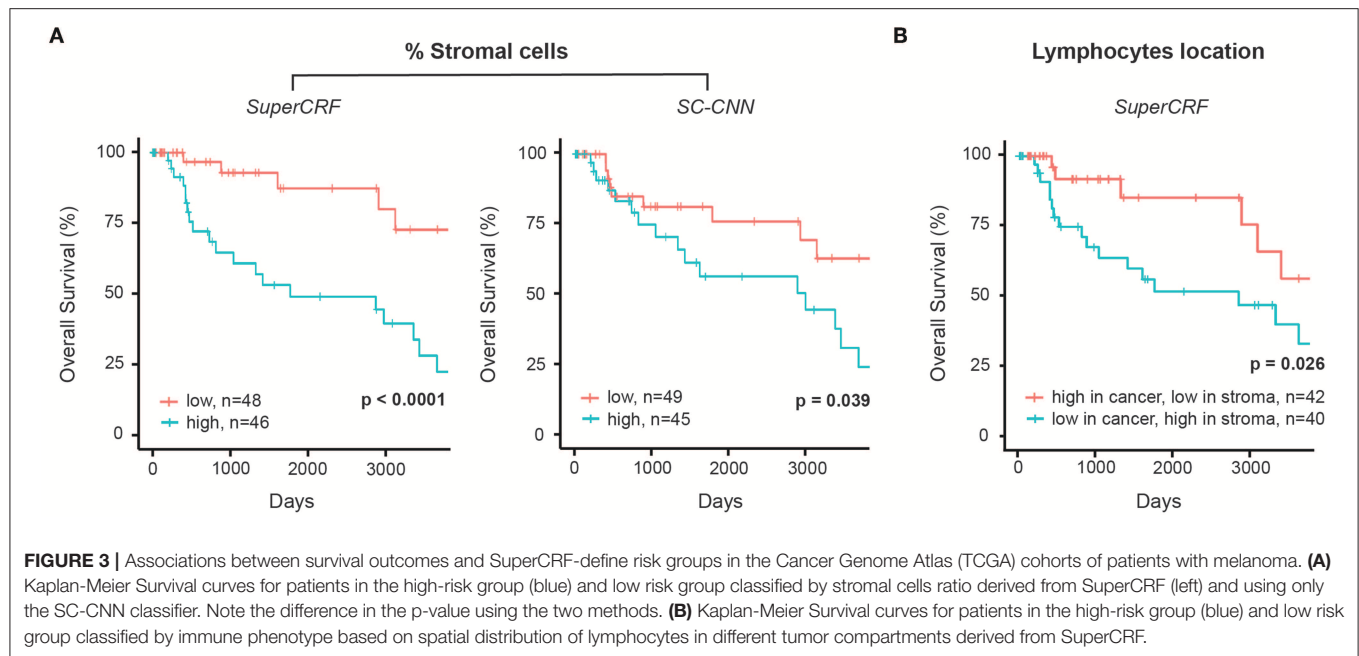 A
% Stromal cells
SuperCRF
SC-CNN
B
Lymphocytes location
SuperCRF
Overall Survival (%)
100
75
50
25
0
low, n=48
high, n=46
p < 0.0001
0 1000 2000 3000
Days
Overall Survival (%)
100
75
50
25
0
low, n=49
high, n=45
p = 0.039
0 1000 2000 3000
Days
Overall Survival (%)
100
75
50
25
0
p = 0.026
high in cancer, low in stroma, n=42
low in cancer, high in stroma, n=40
0 1000 2000 3000
Days
FIGURE 3 | Associations between survival outcomes and SuperCRF-define risk groups in the Cancer Genome Atlas (TCGA) cohorts of patients with melanoma. (A)
Kaplan-Meier Survival curves for patients in the high-risk group (blue) and low risk group classified by stromal cells ratio derived from SuperCRF (left) and using only
the SC-CNN classifier. Note the difference in the p-value using the two methods. (B) Kaplan-Meier Survival curves for patients in the high-risk group (blue) and low risk
group classified by immune phenotype based on spatial distribution of lymphocytes in different tumor compartments derived from SuperCRF.